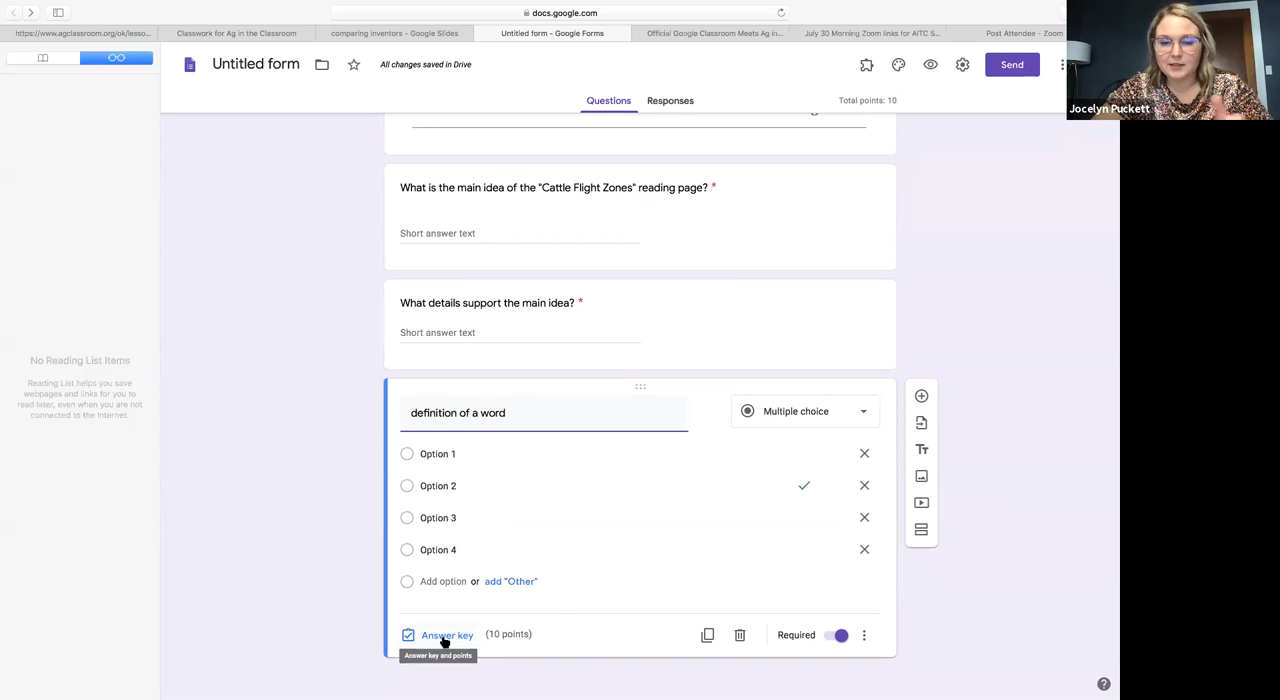 docs.google.com
https://www.agclassroom.org/ok/lesso...
Classwork for Ag in the Classroom
comparing inventors - Google Slides
Untitled form - Google Forms
Official Google Classroom Meets Ag in...
July 30 Morning Zoom links for AITC S...
Post Attendee - Zoom
Untitled form
All changes saved in Drive
Send
Jocelyn Puckett
Questions
Responses
Total points: 10
What is the main idea of the "Cattle Flight Zones" reading page? *
Short answer text
What details support the main idea? *
Short answer text
No Reading List Items
Reading List helps you save
webpages and links for you to
read later, even when you are not
connected to the Internet.
definition of a word
Multiple choice
Option 1
Option 2
Option 3
Option 4
Add option or add "Other"
Answer key (10 points)
Required
Answer key and points